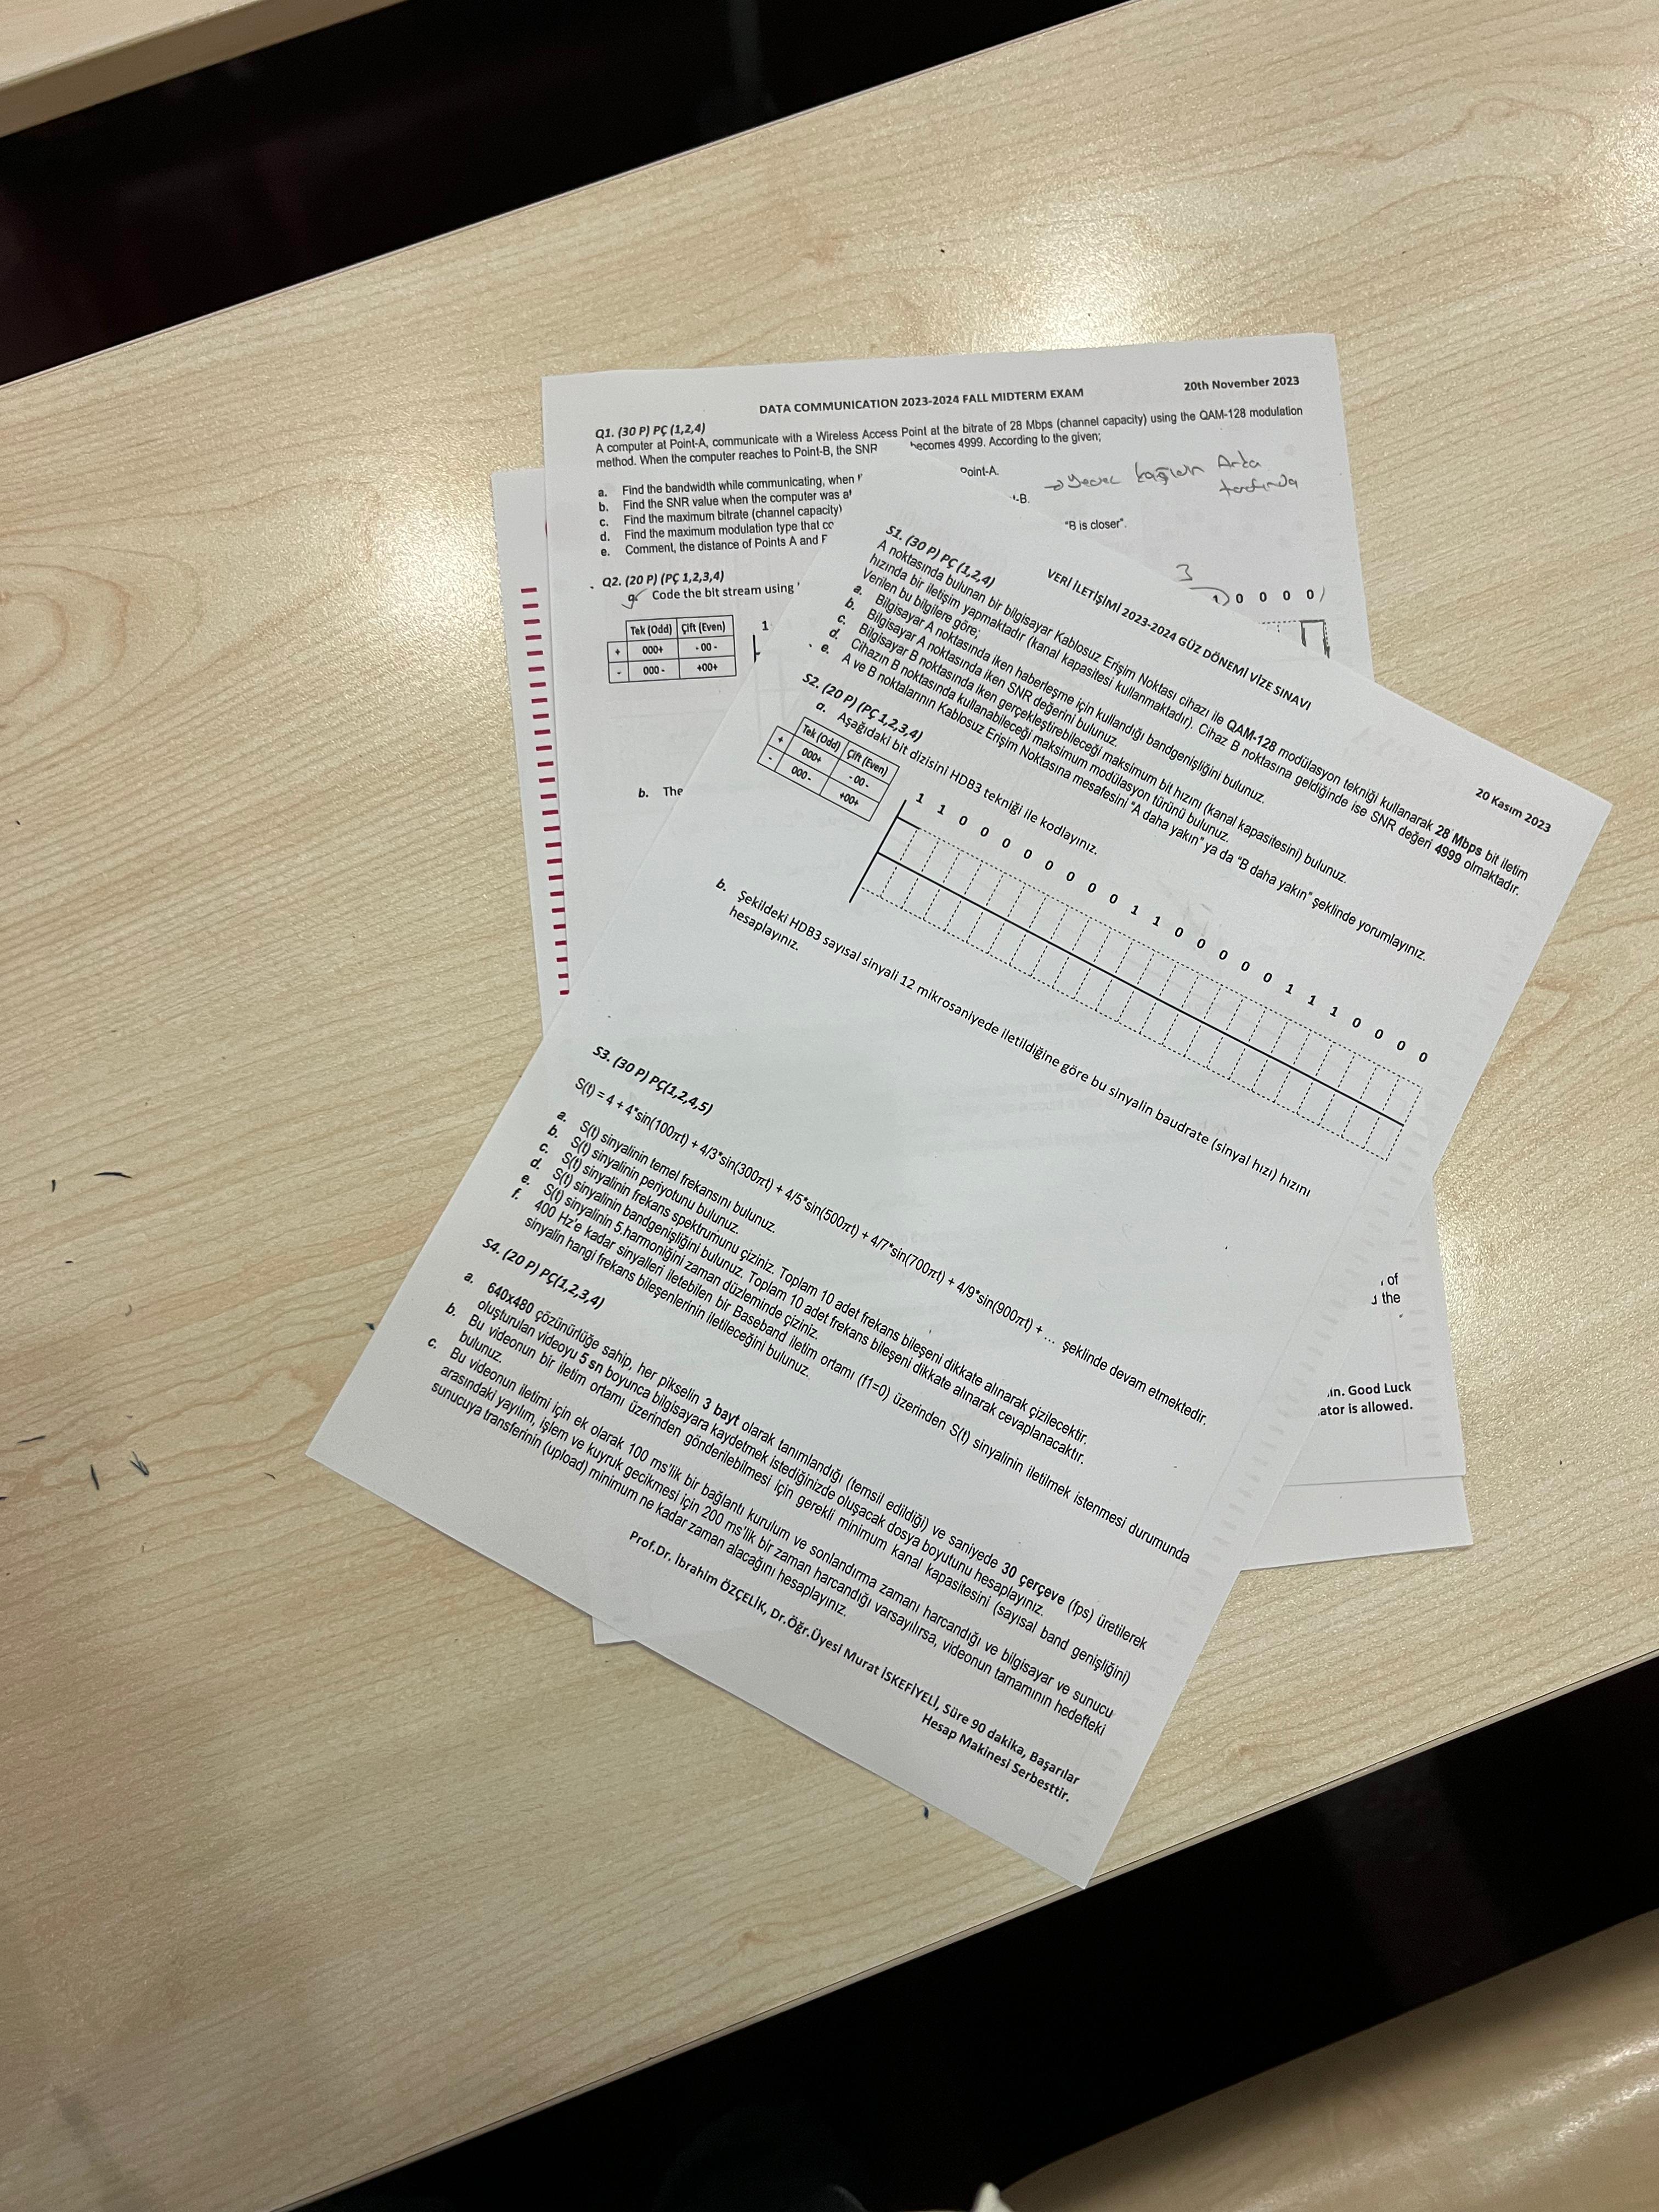 DATA COMMUNICATION 2023-2024 FALL MIDTERM EXAM
20th November 2023
Q1. (30 P) PÇ (1,2,4)
A computer at Point-A, communicate with a Wireless Access Point at the bitrate of 28 Mbps (channel capacity) using the QAM-128 modulation
method. When the computer reaches to Point-B, the SNR becomes 4999. According to the given;
a. Find the bandwidth while communicating, when Point-A.
b. Find the SNR value when the computer was
c. Find the maximum bitrate (channel capacity) -B.
d. Find the maximum modulation type that
e. Comment, the distance of Points A and "B is closer".
Arka
Q2. (20 P) (PÇ 1,2,3,4)
Code the bit stream using
3
1 0 0 0 0
Tek (Odd) Çift (Even)
+ 000+ - 00 -
- 000 - +00+
1
b. The
of
the
in. Good Luck
ator is allowed.
VERİ İLETİŞİMİ 2023-2024 GÜZ DÖNEMİ VİZE SINAVI
20 Kasım 2023
S1. (30 P) PÇ (1,2,4)
A noktasında bulunan bir bilgisayar Kablosuz Erişim Noktası cihazı ile QAM-128 modülasyon tekniği kullanarak 28 Mbps bit iletim
hızında bir iletişim yapmaktadır (kanal kapasitesi kullanmaktadır). Cihaz B noktasına geldiğinde ise SNR değeri 4999 olmaktadır.
Verilen bu bilgilere göre;
a. Bilgisayar A noktasında iken haberleşme için kullandığı bandgenişliğini bulunuz.
b. Bilgisayar A noktasında iken SNR değerini bulunuz.
c. Bilgisayar B noktasında iken gerçekleştirebileceği maksimum bit hızını (kanal kapasitesini) bulunuz.
d. Cihazın B noktasında kullanabileceği maksimum modülasyon türünü bulunuz.
e. A ve B noktalarının Kablosuz Erişim Noktasına mesafesini "A daha yakın" ya da "B daha yakın" şeklinde yorumlayınız.
S2. (20 P) (PÇ 1,2,3,4)
a. Aşağıdaki bit dizisini HDB3 tekniği ile kodlayınız.
Tek (Odd) Çift (Even)
+ 000+ - 00 -
- 000 - +00+
1 1 0 0 0 0 0 0 0 0 1 1 0 0 0 0 0 1 1 1 0 0 0 0
b. Şekildeki HDB3 sayısal sinyali 12 mikrosaniyede iletildiğine göre bu sinyalin baudrate (sinyal hızı) hızını
hesaplayınız.
S3. (30 P) PÇ(1,2,4,5)
S(t) = 4 + 4*sin(100πt) + 4/3*sin(300πt) + 4/5*sin(500πt) + 4/7*sin(700πt) + 4/9*sin(900πt) + ... şeklinde devam etmektedir.
a. S(t) sinyalinin temel frekansını bulunuz.
b. S(t) sinyalinin periyotunu bulunuz.
c. S(t) sinyalinin frekans spektrumunu çiziniz. Toplam 10 adet frekans bileşeni dikkate alınarak çizilecektir.
d. S(t) sinyalinin bandgenişliğini bulunuz. Toplam 10 adet frekans bileşeni dikkate alınarak cevaplanacaktır.
e. S(t) sinyalinin 5.harmoniğini zaman düzleminde çiziniz.
f. 400 Hz'e kadar sinyalleri iletebilen bir Baseband iletim ortamı (f1=0) üzerinden S(t) sinyalinin iletilmek istenmesi durumunda
sinyalin hangi frekans bileşenlerinin iletileceğini bulunuz.
S4. (20 P) PÇ(1,2,3,4)
a. 640x480 çözünürlüğe sahip, her pikselin 3 bayt olarak tanımlandığı (temsil edildiği) ve saniyede 30 çerçeve (fps) üretilerek
oluşturulan videoyu 5 sn boyunca bilgisayara kaydetmek istediğinizde oluşacak dosya boyutunu hesaplayınız.
b. Bu videonun bir iletim ortamı üzerinden gönderilebilmesi için gerekli minimum kanal kapasitesini (sayısal band genişliğini)
bulunuz.
c. Bu videonun iletimi için ek olarak 100 ms'lik bir bağlantı kurulum ve sonlandırma zamanı harcandığı ve bilgisayar ve sunucu
arasındaki yayılım, işlem ve kuyruk gecikmesi için 200 ms'lik bir zaman harcandığı varsayılırsa, videonun tamamının hedefteki
sunucuya transferinin (upload) minimum ne kadar zaman alacağını hesaplayınız.
Prof.Dr. İbrahim ÖZÇELİK, Dr.Öğr.Üyesi Murat İSKEFİYELİ, Süre 90 dakika, Başarılar
Hesap Makinesi Serbesttir.